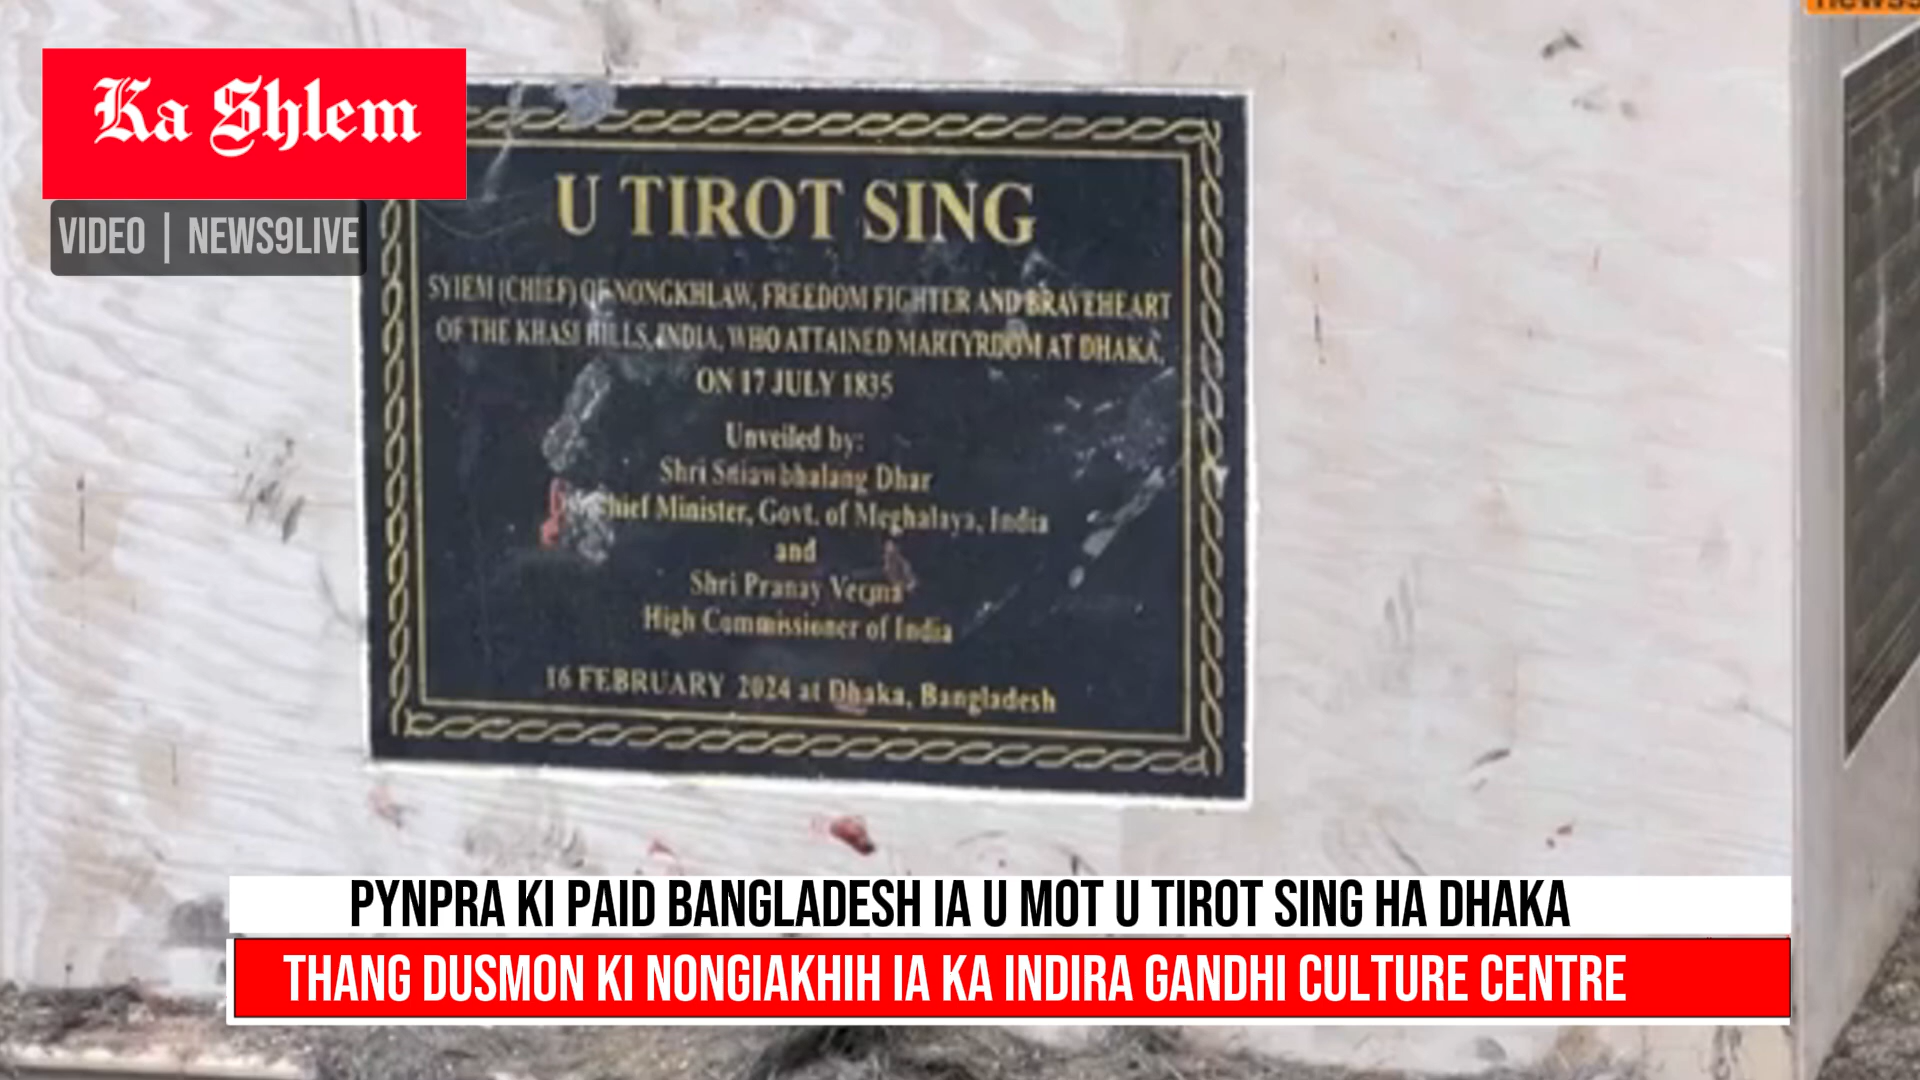 news9
Ka Shlem
VIDEO | NEWS9LIVE
U TIROT SING
SYIEM (CHIEF) OF NONGKHLAW, FREEDOM FIGHTER AND BRAVEHEART
OF THE KHASI HILLS, INDIA, WHO ATTAINED MARTYRDOM AT DHAKA,
ON 17 JULY 1835
Unveiled by:
Shri Sniawbhalang Dhar
Chief Minister, Govt. of Meghalaya, India
and
Shri Pranay Verma
High Commissioner of India
16 FEBRUARY 2024 at Dhaka, Bangladesh
PYNPRA KI PAID BANGLADESH IA U MOT U TIROT SING HA DHAKA
THANG DUSMON KI NONGIAKHIH IA KA INDIRA GANDHI CULTURE CENTRE